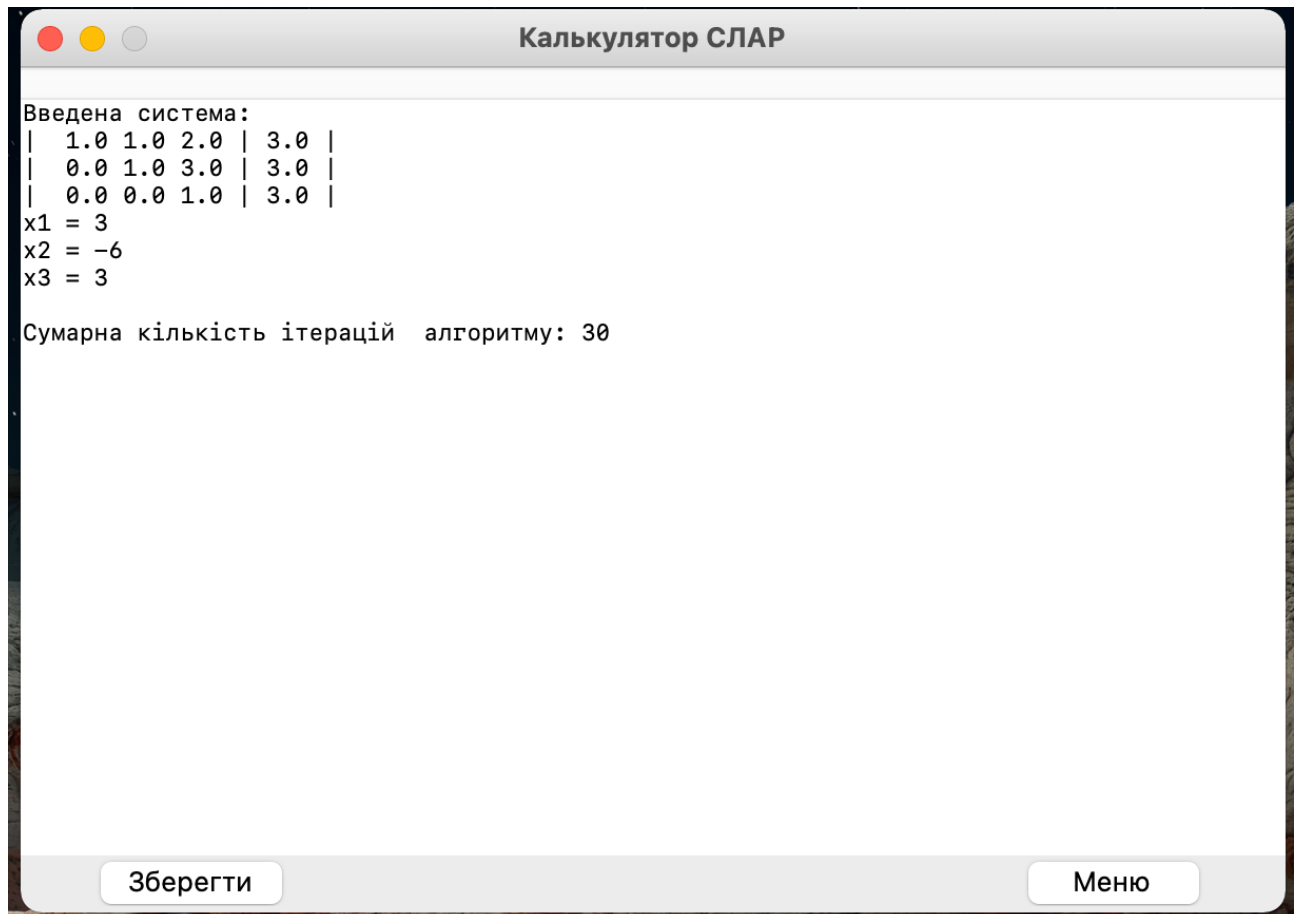 Калькулятор СЛАР
Введена система:
|  1.0 1.0 2.0 | 3.0 |
|  0.0 1.0 3.0 | 3.0 |
|  0.0 0.0 1.0 | 3.0 |
x1 = 3
x2 = -6
x3 = 3
Сумарна кількість ітерацій  алгоритму: 30
Зберегти
Меню